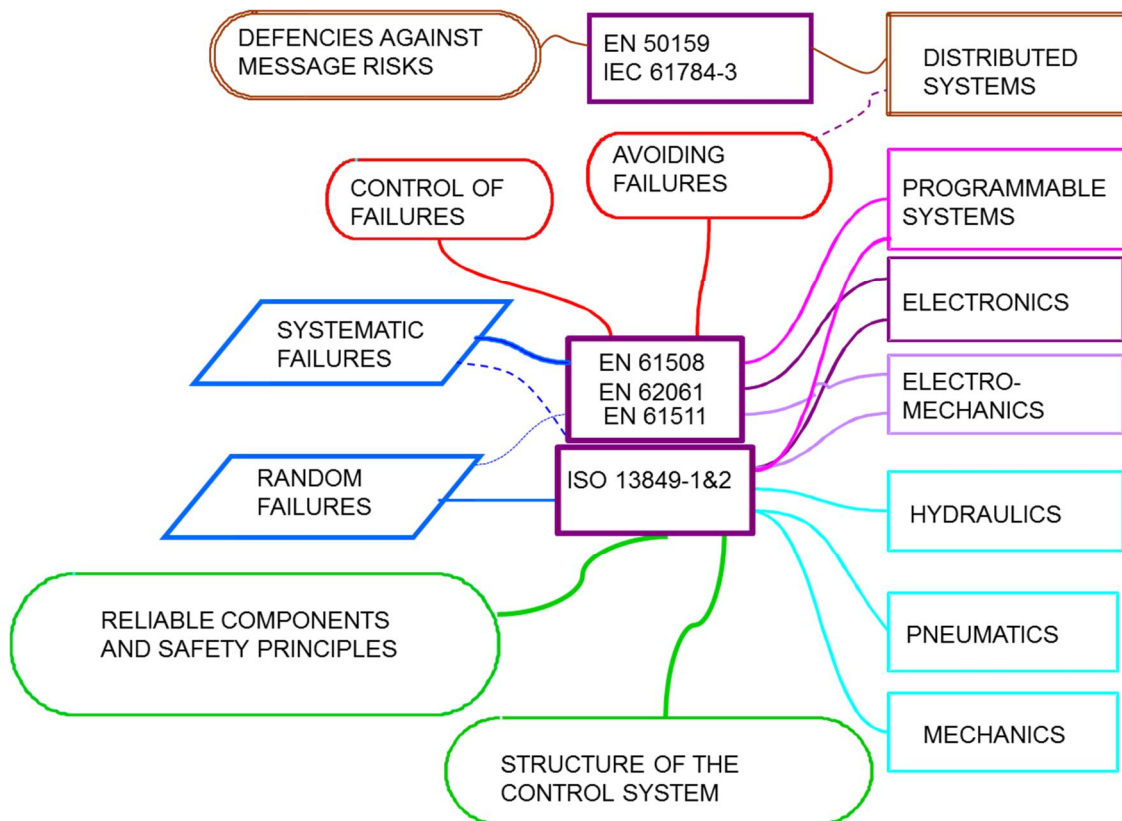 DEFENCIES AGAINST
MESSAGE RISKS
EN 50159
IEC 61784-3
DISTRIBUTED
SYSTEMS
CONTROL OF
FAILURES
AVOIDING
FAILURES
PROGRAMMABLE
SYSTEMS
ELECTRONICS
SYSTEMATIC
FAILURES
EN 61508
EN 62061
EN 61511
ELECTRO-
MECHANICS
RANDOM
FAILURES
ISO 13849-1&2
HYDRAULICS
RELIABLE COMPONENTS
AND SAFETY PRINCIPLES
PNEUMATICS
MECHANICS
STRUCTURE OF THE
CONTROL SYSTEM